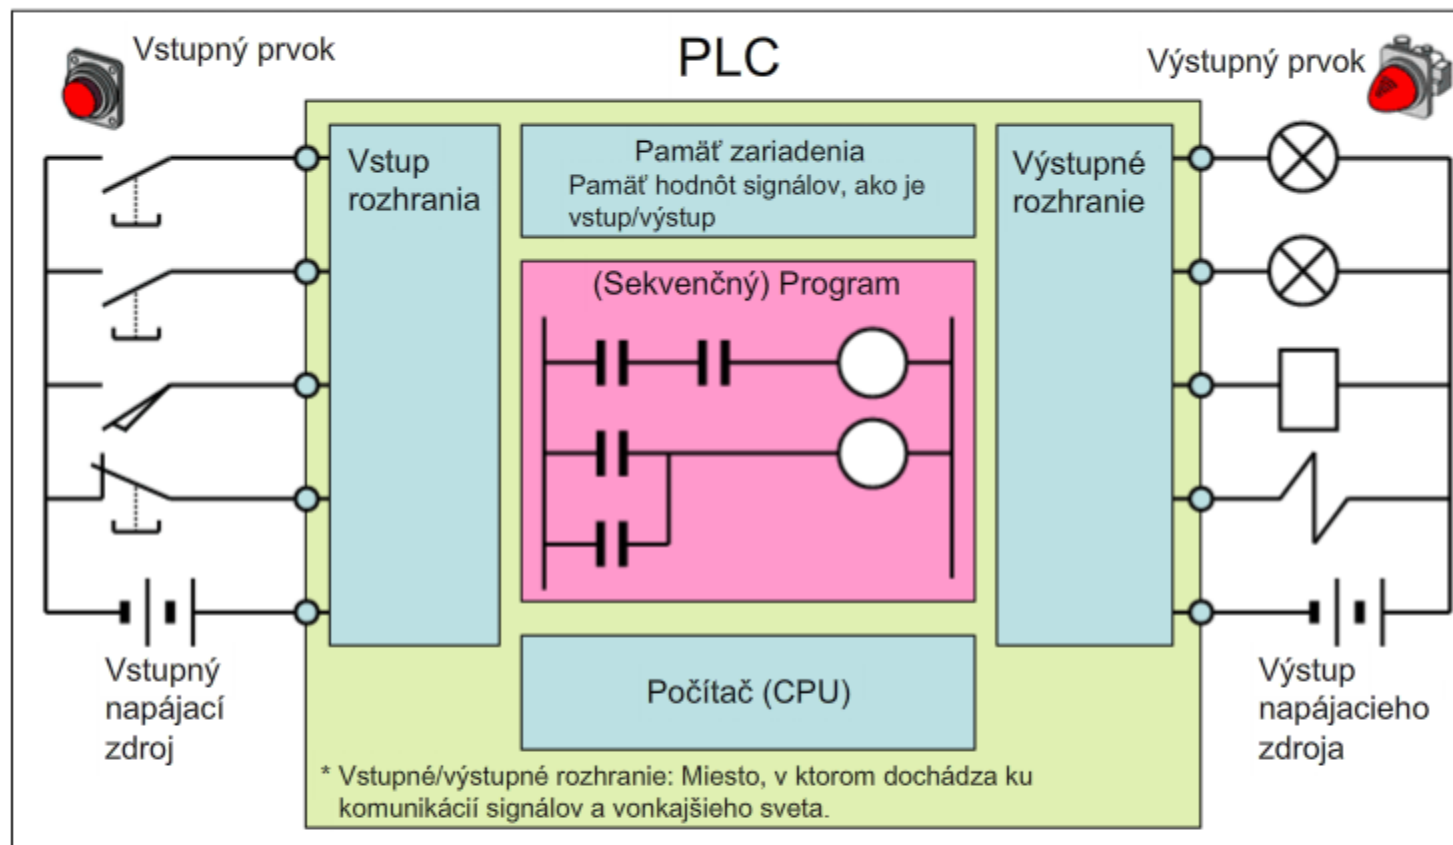 PLC
Vstupný prvok
Výstupný prvok
Vstup
rozhrania
Pamäť zariadenia
Pamäť hodnôt signálov, ako je
vstup/výstup
Výstupné
rozhranie
(Sekvenčný) Program
Počítač (CPU)
Vstupný
napájací
zdroj
Výstup
napájacieho
zdroja
* Vstupné/výstupné rozhranie: Miesto, v ktorom dochádza ku
komunikácií signálov a vonkajšieho sveta.